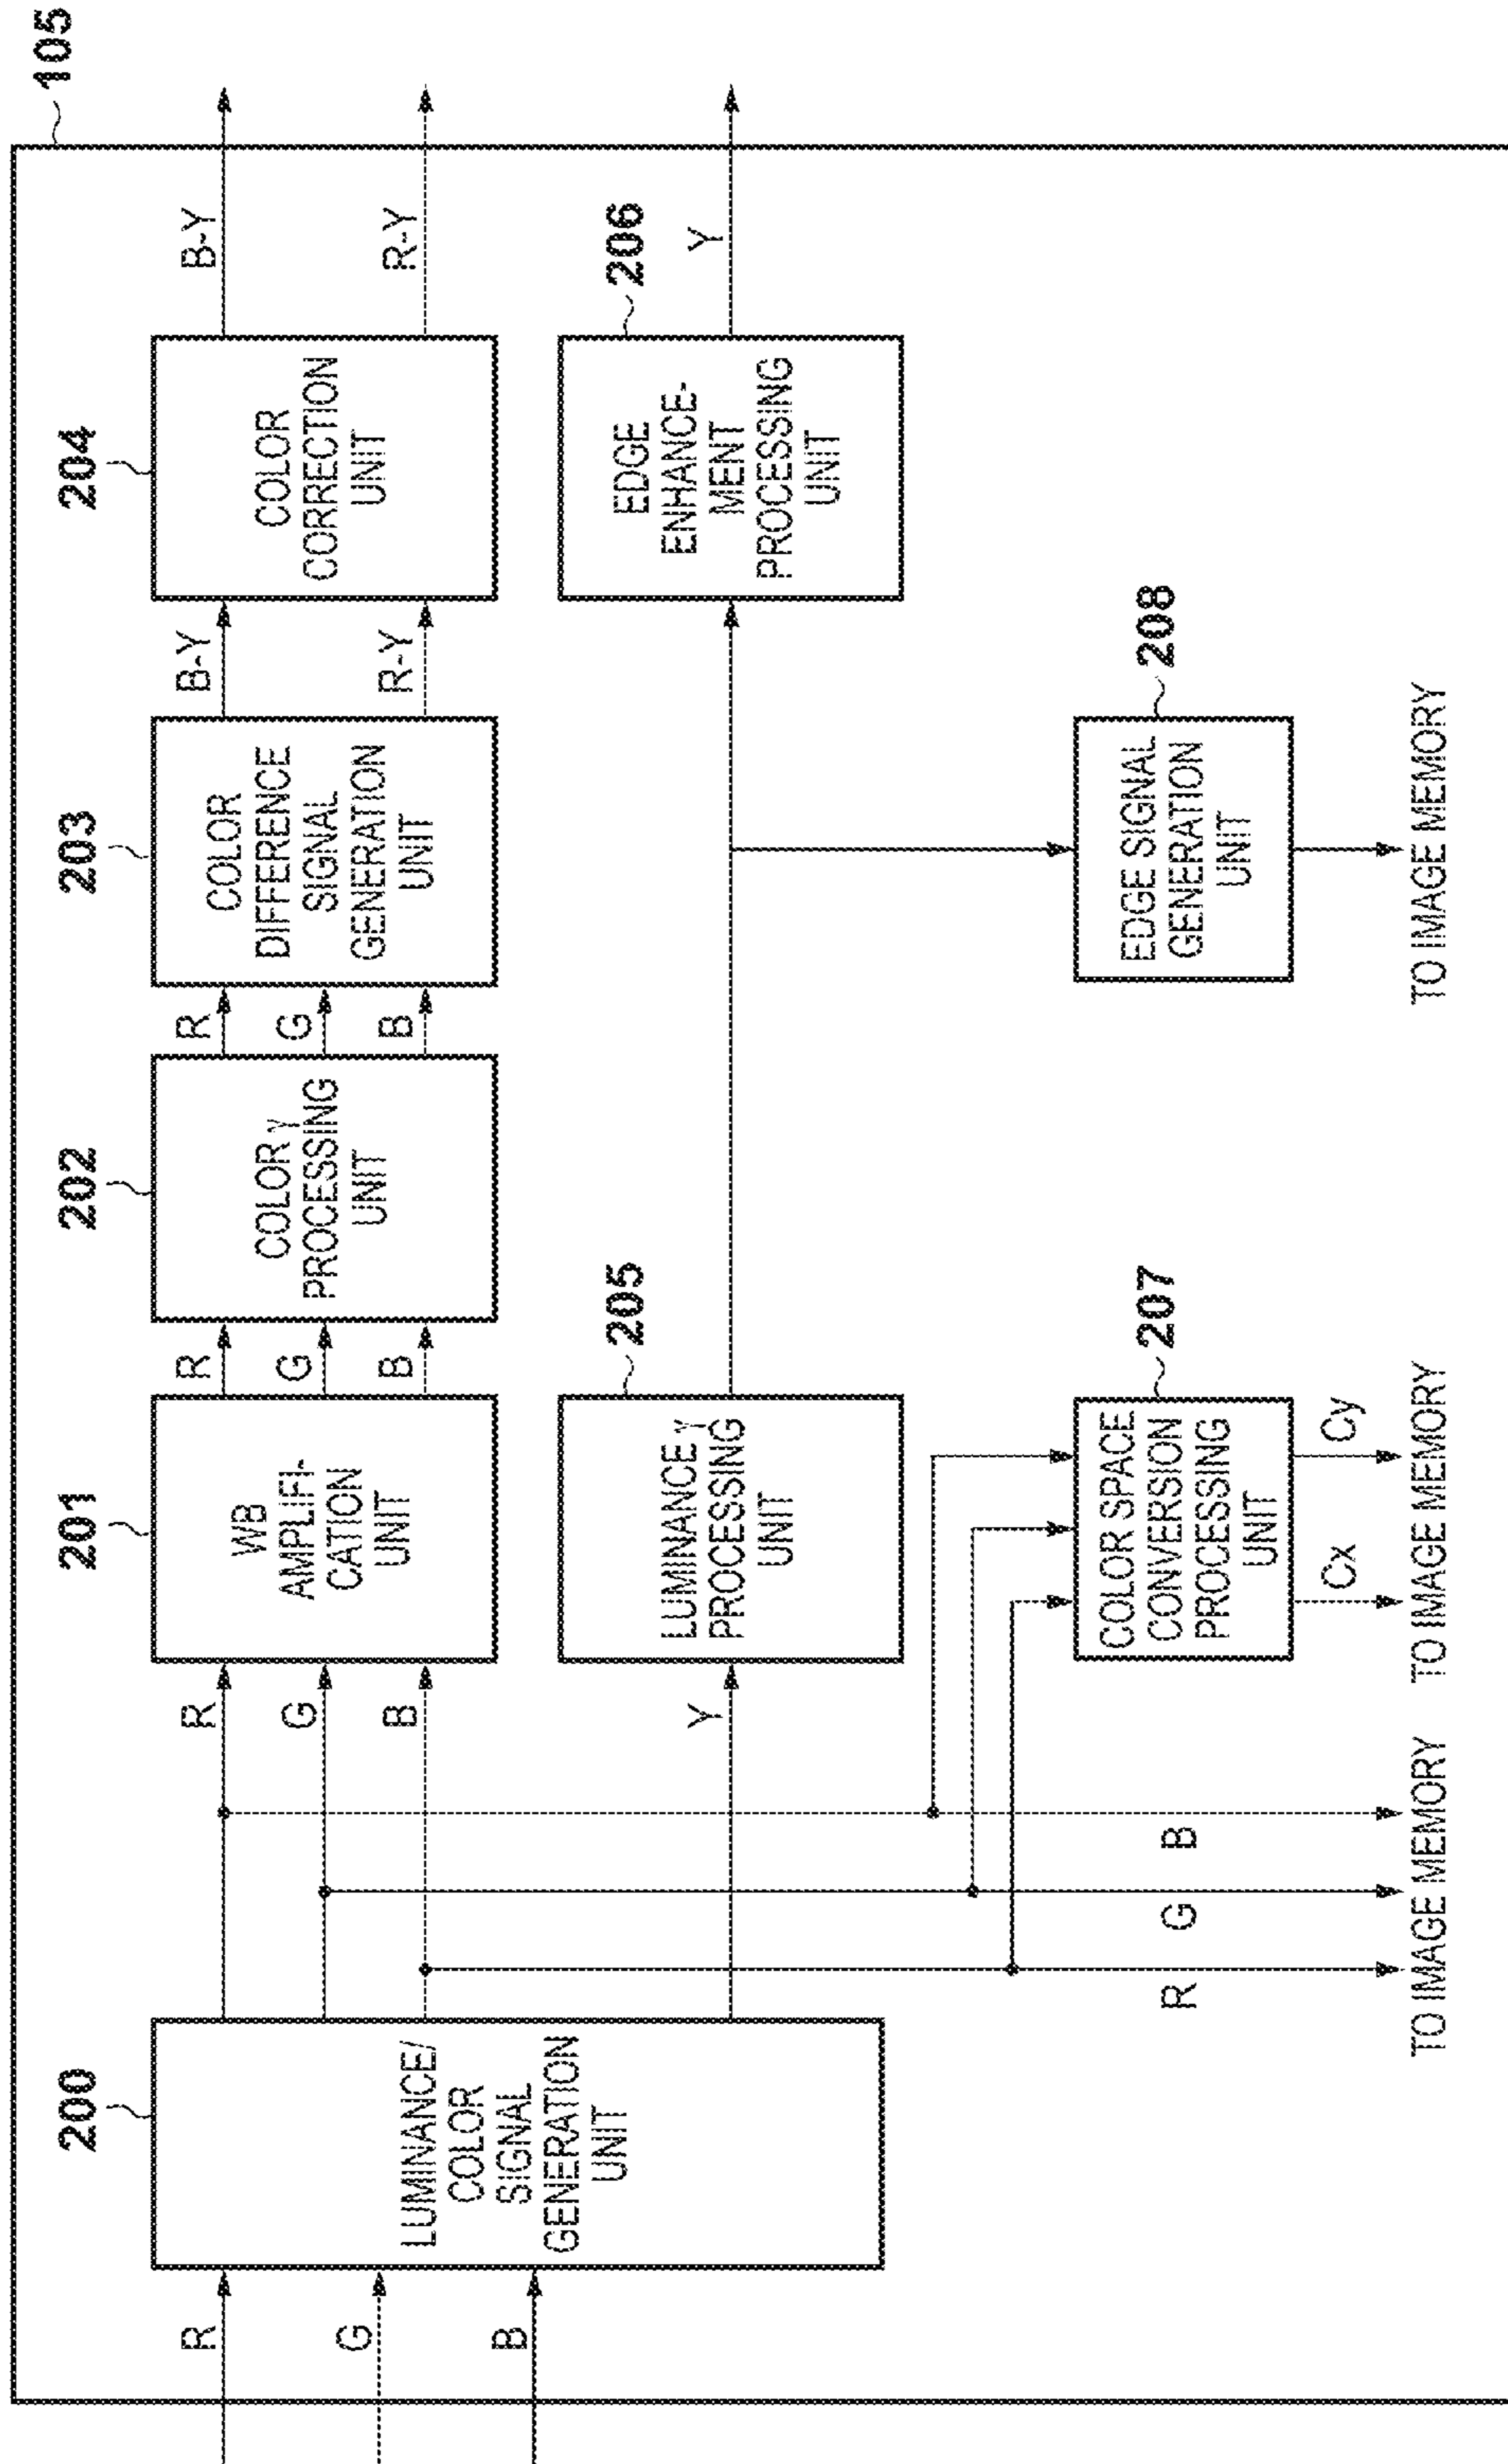 105
200
201
202
203
204
R
G
B
LUMINANCE/
COLOR
SIGNAL
GENERATION
UNIT
R
G
B
Y
WB
AMPLIFI-
CATION
UNIT
R
G
B
COLOR γ
PROCESSING
UNIT
R
G
B
COLOR
DIFFERENCE
SIGNAL
GENERATION
UNIT
B-Y
R-Y
COLOR
CORRECTION
UNIT
B-Y
R-Y
205
LUMINANCE γ
PROCESSING
UNIT
206
EDGE
ENHANCE-
MENT
PROCESSING
UNIT
Y
207
COLOR SPACE
CONVERSION
PROCESSING
UNIT
208
EDGE SIGNAL
GENERATION
UNIT
R
G
B
Cx
Cy
TO IMAGE MEMORY
TO IMAGE MEMORY
TO IMAGE MEMORY